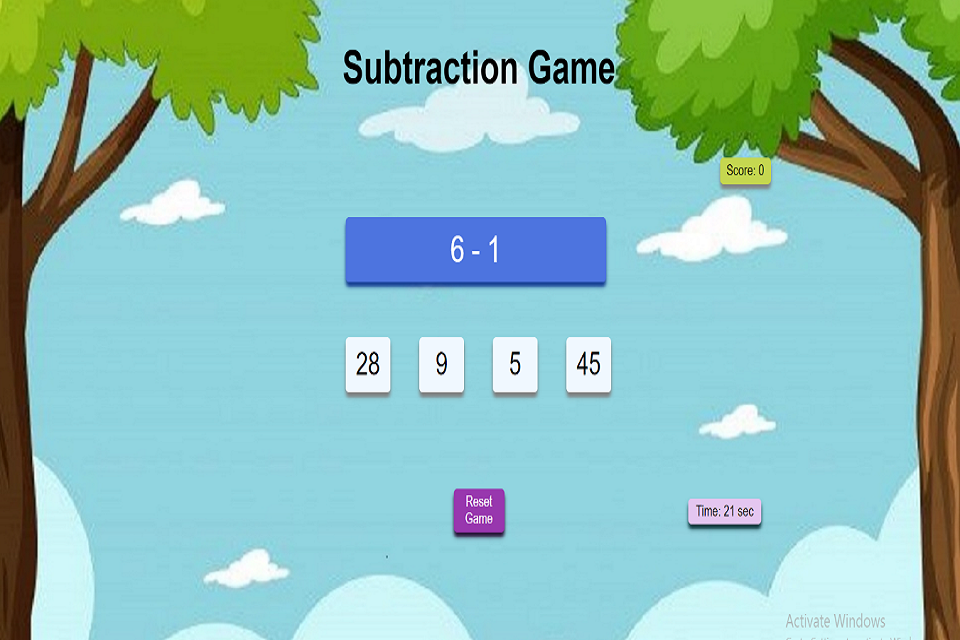 Subtraction Game
Score: 0
6 - 1
28 9 5 45
Reset
Game
Time: 21 sec
Activate Windows